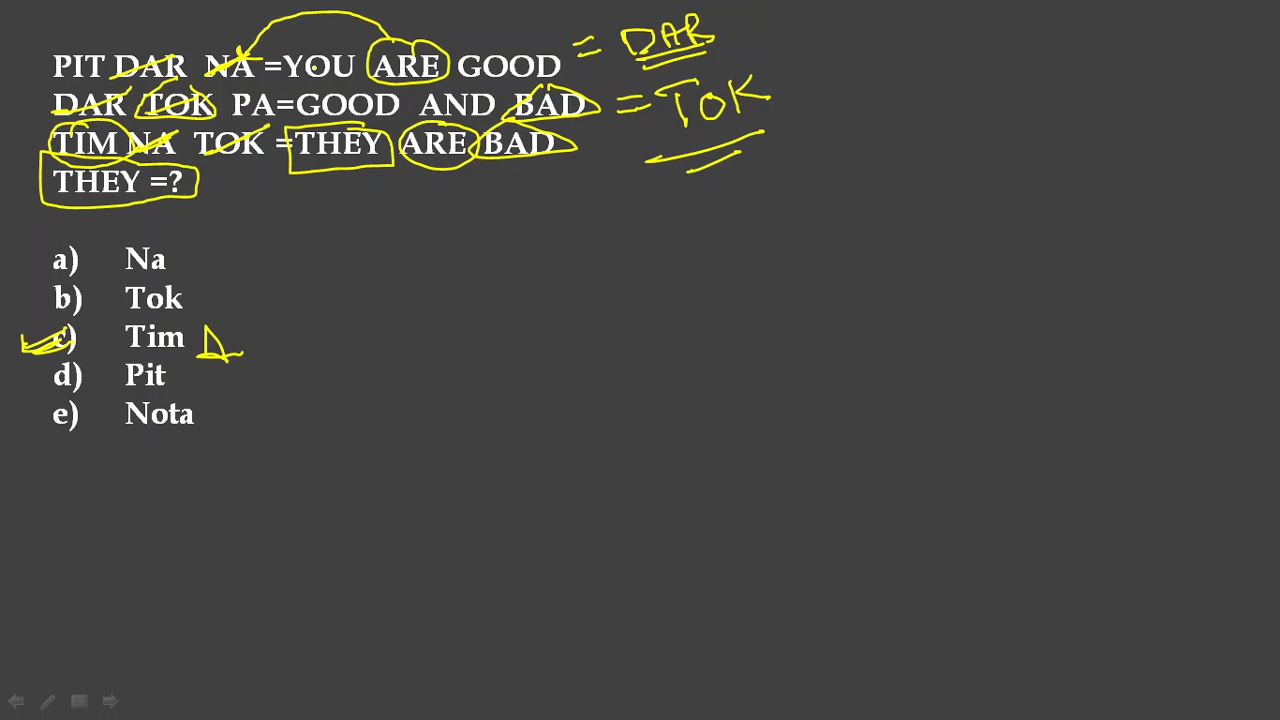 PIT DAR NA =YOU ARE GOOD = DAR
DAR TOK PA=GOOD AND BAD = TOK
TIM NA TOK =THEY ARE BAD
THEY =?
a) Na
b) Tok
c) Tim
d) Pit
e) Nota